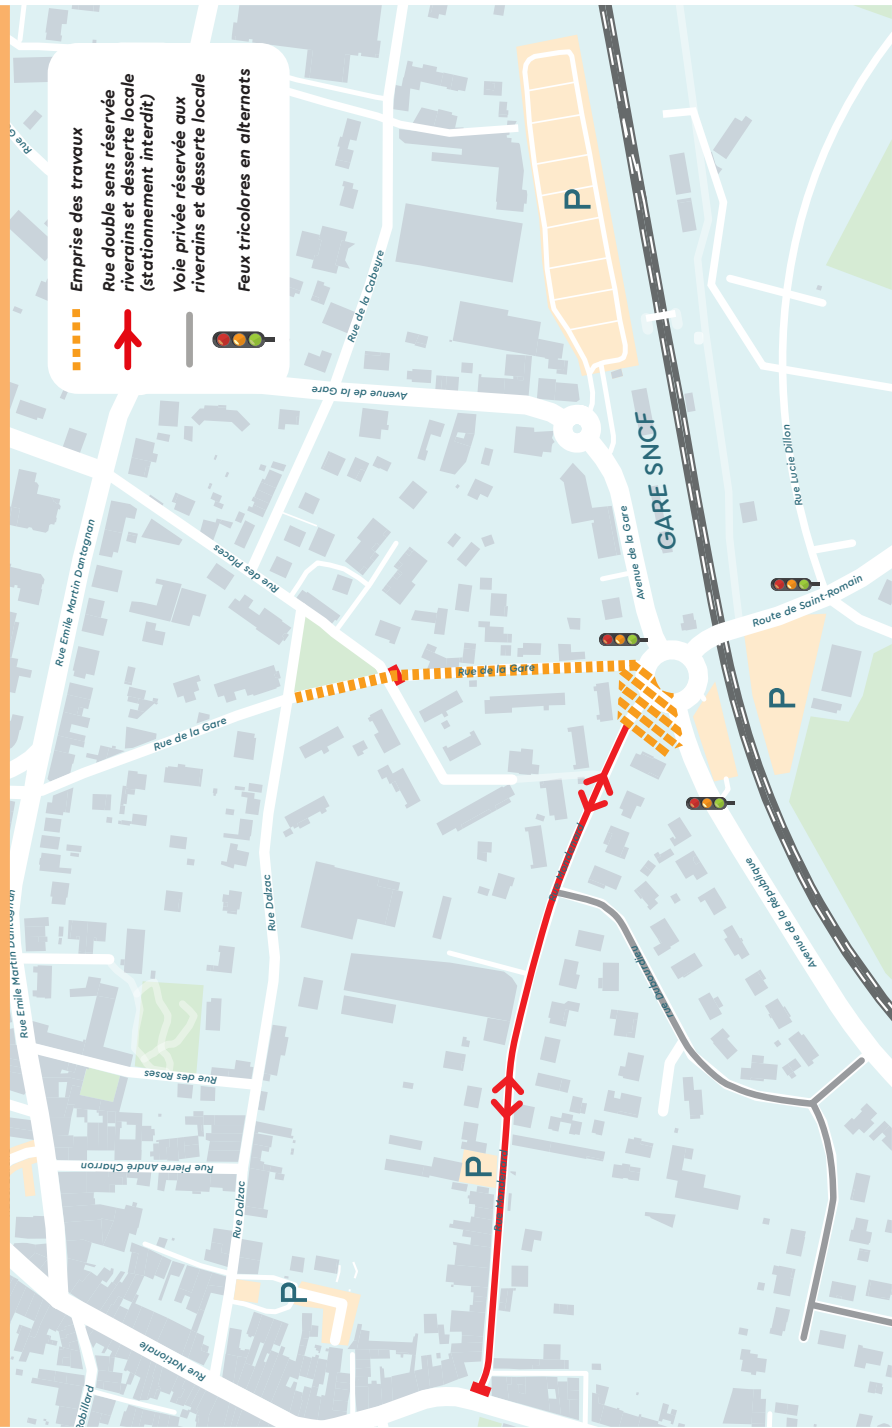 Emprise des travaux
Rue double sens réservée
riverains et desserte locale
(stationnement interdit)
Voie privée réservée aux
riverains et desserte locale
Feux tricolores en alternats
Rue de la Cabeyre
Avenue de la Gare
P
GARE SNCF
Avenue de la Gare
Rue Lucie Dillon
Route de Saint-Romain
P
Rue Emile Martin Dantagnan
Rue des Places
Rue de la Gare
Rue de la Gare
Rue Dalzac
Avenue de la République
rue Dubourdieu
Rue Emile Martin Dantagnan
Rue des Roses
Rue Pierre André Charron
Rue Dalzac
P
P
Rue Nationale